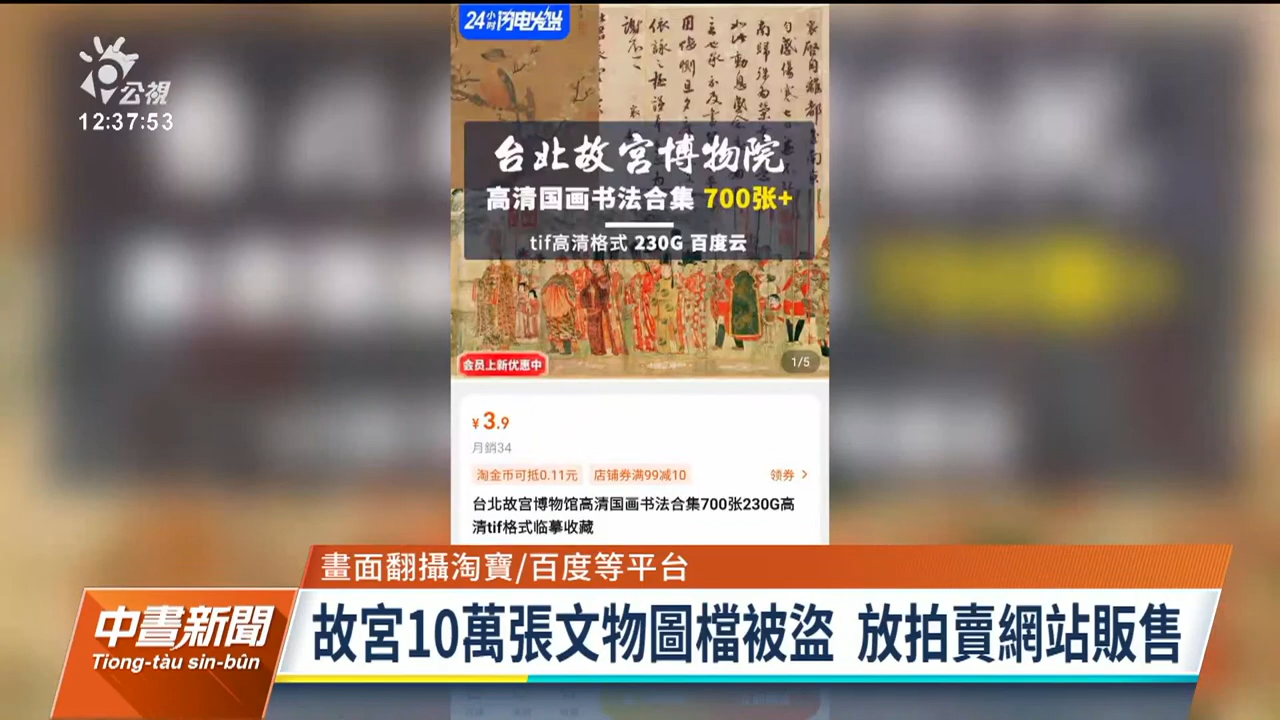 公視
12:37:53
24小时闪电发货
台北故宫博物院
高清国画书法合集 700张+
tif高清格式 230G 百度云
会员上新优惠中
1/5
¥3.9
月銷34
淘金币可抵0.11元 店铺券满99减10 领券 >
台北故宫博物馆高清国画书法合集700张230G高
清tif格式临摹收藏
畫面翻攝淘寶/百度等平台
故宮10萬張文物圖檔被盜 放拍賣網站販售
中晝新聞
Tiong-tàu sin-bûn